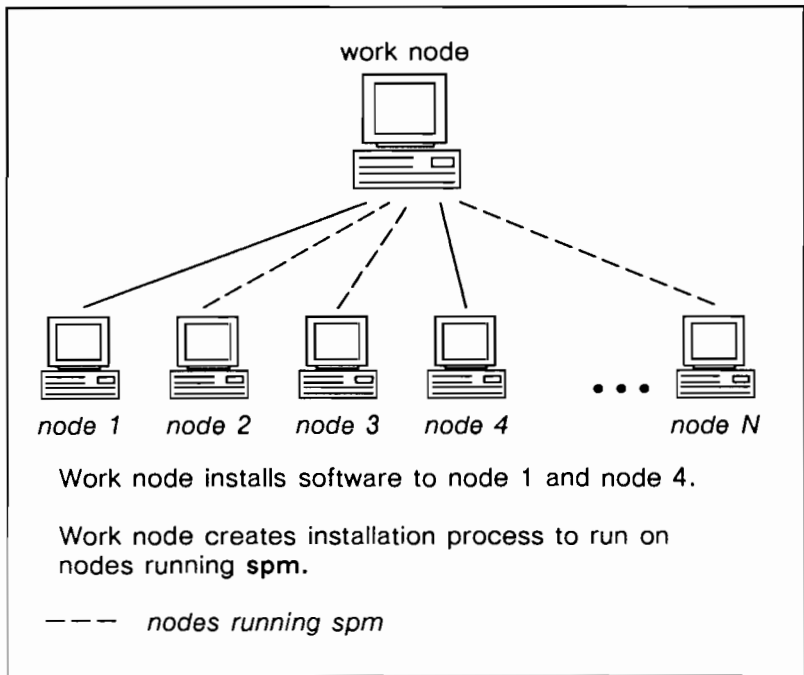 work node
node 1 node 2 node 3 node 4 node N
Work node installs software to node 1 and node 4.
Work node creates installation process to run on
nodes running spm.
nodes running spm